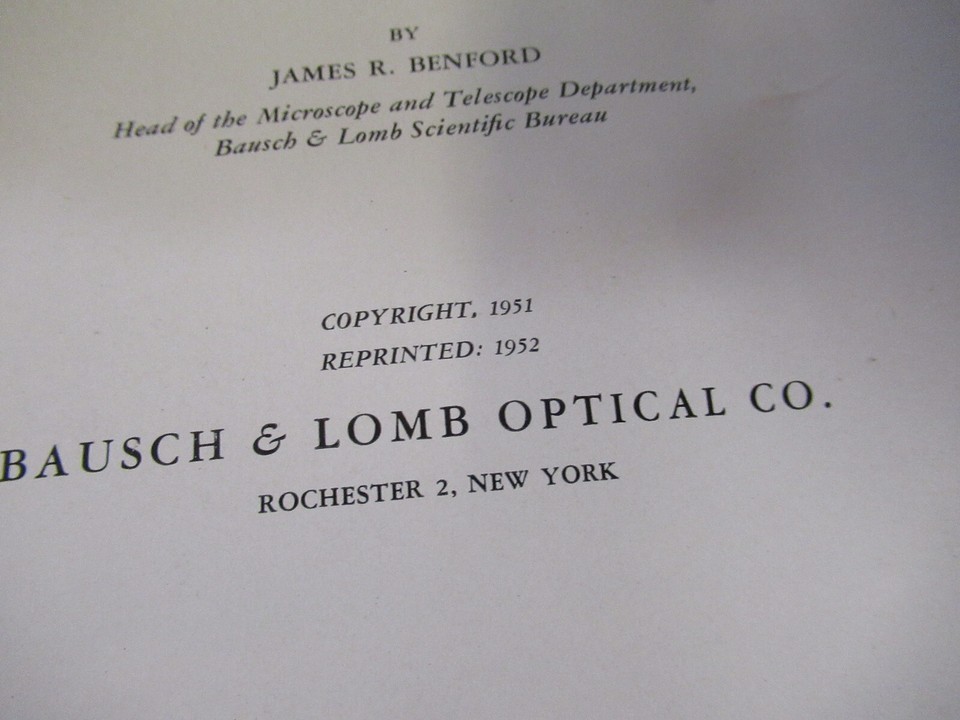 BY
JAMES R. BENFORD
Head of the Microscope and Telescope Department,
Bausch & Lomb Scientific Bureau
COPYRIGHT, 1951
REPRINTED: 1952
BAUSCH & LOMB OPTICAL CO.
ROCHESTER 2, NEW YORK